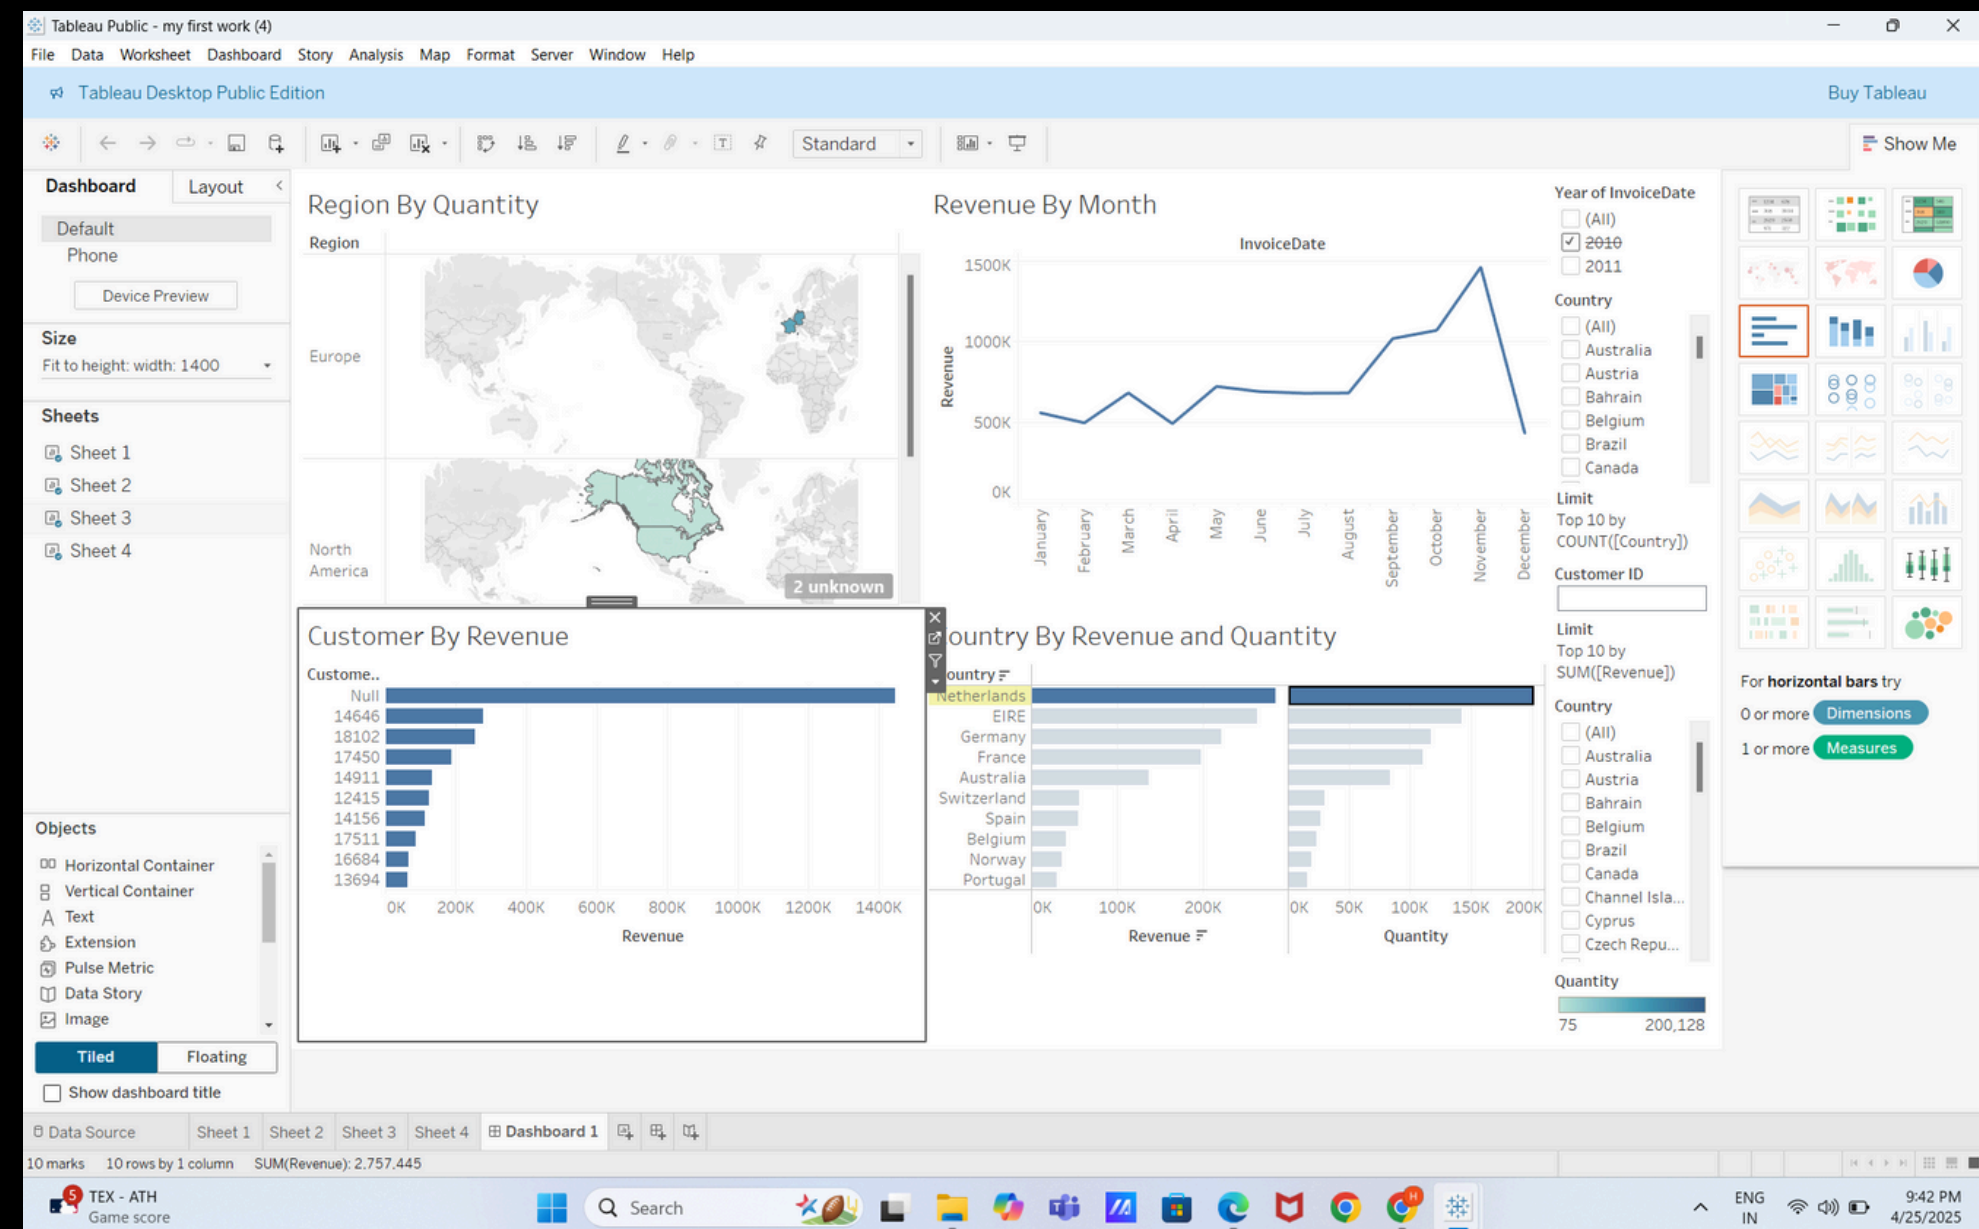 Tableau Public - my first work (4)
File Data Worksheet Dashboard Story Analysis Map Format Server Window Help
Tableau Desktop Public Edition
Buy Tableau
Standard
Show Me
Dashboard
Layout
Default
Phone
Device Preview
Size
Fit to height: width: 1400
Sheets
Sheet 1
Sheet 2
Sheet 3
Sheet 4
Objects
Horizontal Container
Vertical Container
Text
Extension
Pulse Metric
Data Story
Image
Tiled
Floating
Show dashboard title
Region By Quantity
Region
Europe
North
America
2 unknown
Revenue By Month
InvoiceDate
1500K
1000K
500K
0K
Revenue
January
February
March
April
May
June
July
August
September
October
November
December
Customer By Revenue
Custome..
Null
14646
18102
17450
14911
12415
14156
17511
16684
13694
0K 200K 400K 600K 800K 1000K 1200K 1400K
Revenue
ountry By Revenue and Quantity
ountry
Netherlands
EIRE
Germany
France
Australia
Switzerland
Spain
Belgium
Norway
Portugal
0K 100K 200K
0K 50K 100K 150K 200K
Revenue
Quantity
Year of InvoiceDate
(All)
2010
2011
Country
(All)
Australia
Austria
Bahrain
Belgium
Brazil
Canada
Limit
Top 10 by
COUNT([Country])
Customer ID
Limit
Top 10 by
SUM([Revenue])
Country
(All)
Australia
Austria
Bahrain
Belgium
Brazil
Canada
Channel Isla...
Cyprus
Czech Repu...
Quantity
75 200,128
For horizontal bars try
0 or more Dimensions
1 or more Measures
Data Source
Sheet 1
Sheet 2
Sheet 3
Sheet 4
Dashboard 1
10 marks 10 rows by 1 column SUM(Revenue): 2,757,445
5
TEX - ATH
Game score
Search
H
ENG
IN
9:42 PM
4/25/2025